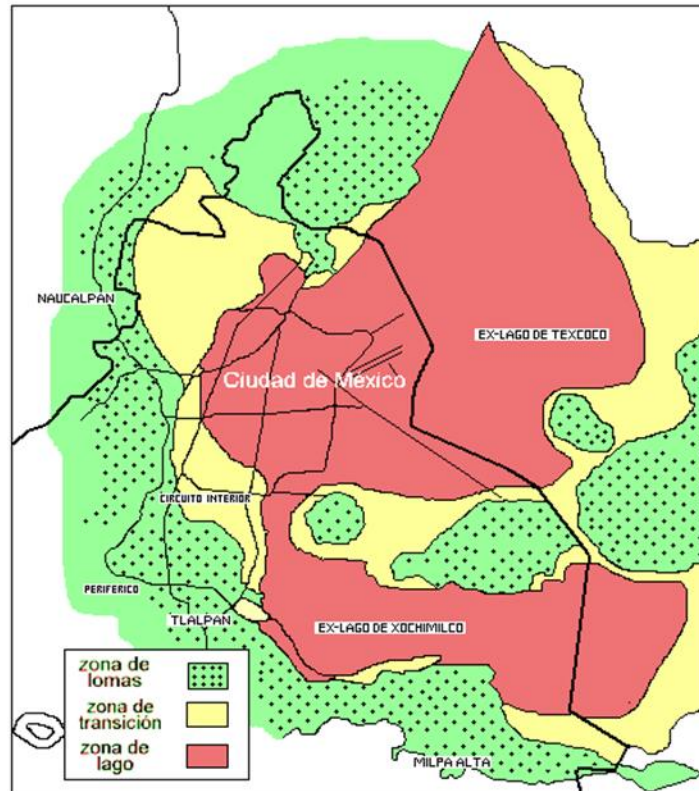 NAUCALPAN
EX-LAGO DE TEXCOCO
Ciudad de México
CIRCUITO INTERIOR
PERIFERICO
TLALPAN
EX-LAGO DE XOCHIMILCO
zona de
lomas
zona de
transición
zona de
lago
MILPA ALTA